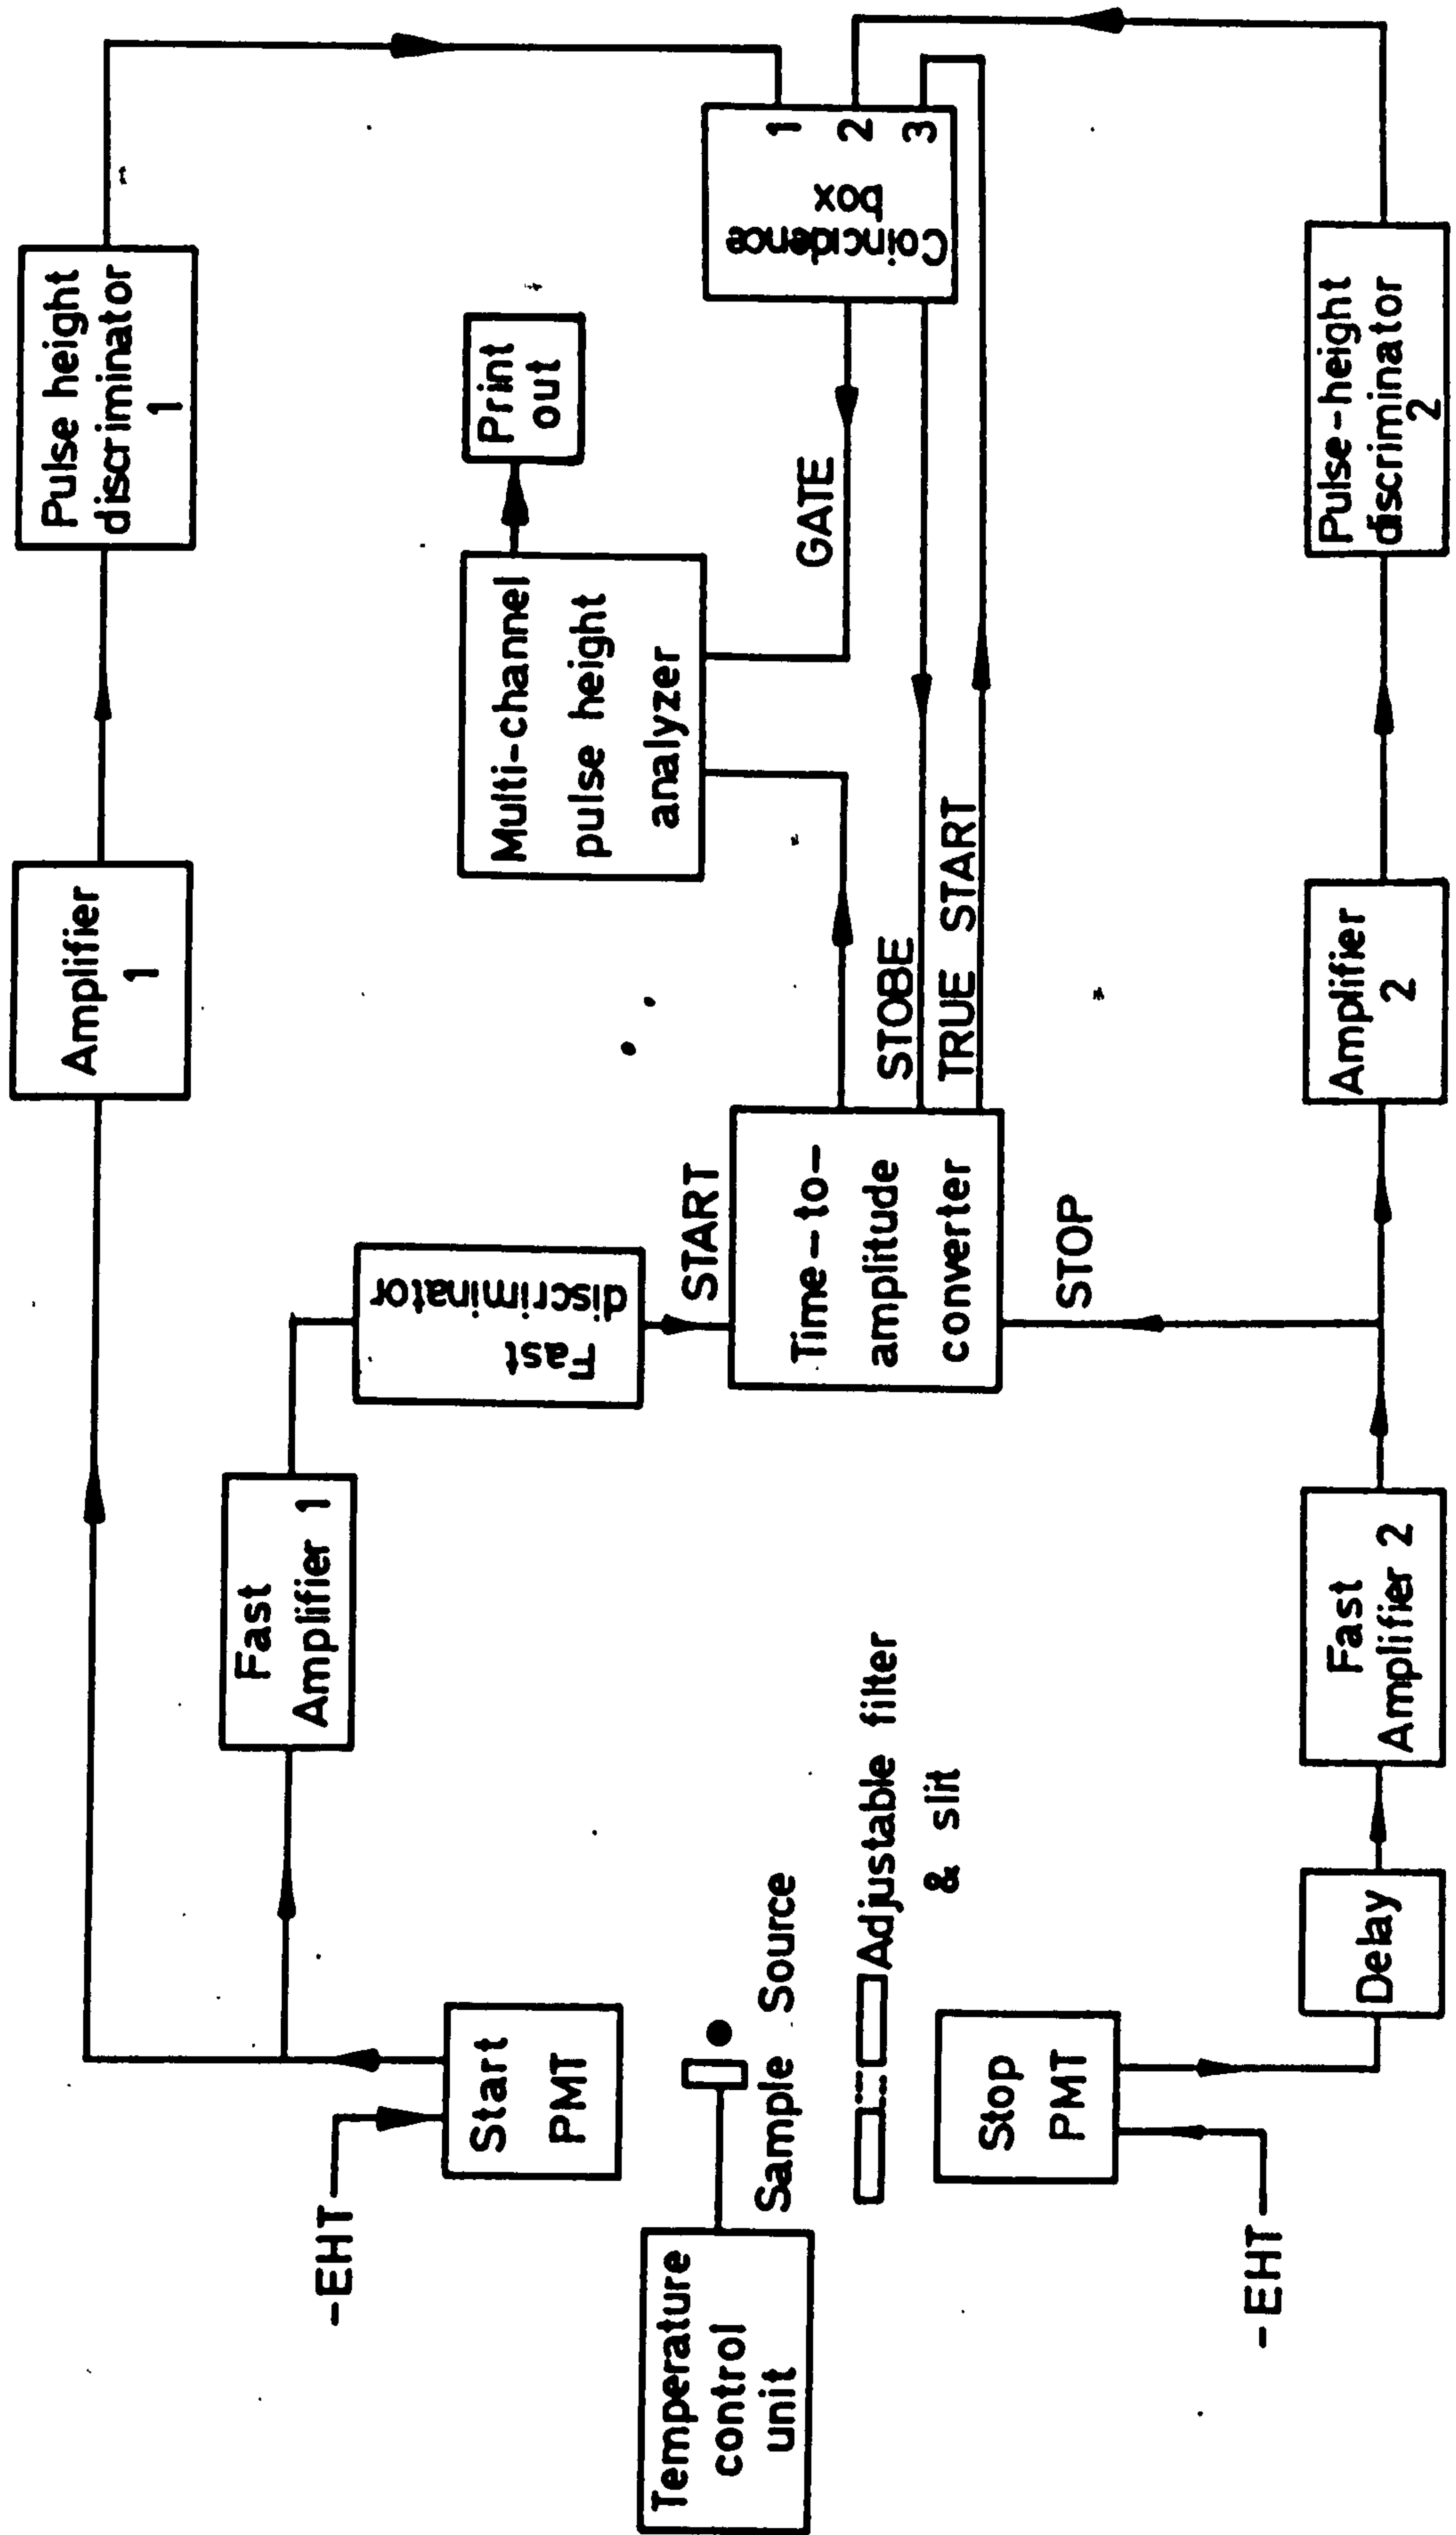 Pulse height
discriminator
1
Amplifier
1
Fast
Amplifier 1
Fast
discriminator
START
-EHT
Start
PMT
Temperature
control
unit
Sample Source
Adjustable filter
& slit
Stop
PMT
-EHT
Delay
Fast
Amplifier 2
STOP
Time-to-
amplitude
converter
STOBE
TRUE START
Multi-channel
pulse height
analyzer
Print
out
GATE
Coincidence
box
1
2
3
Amplifier
2
Pulse-height
discriminator
2